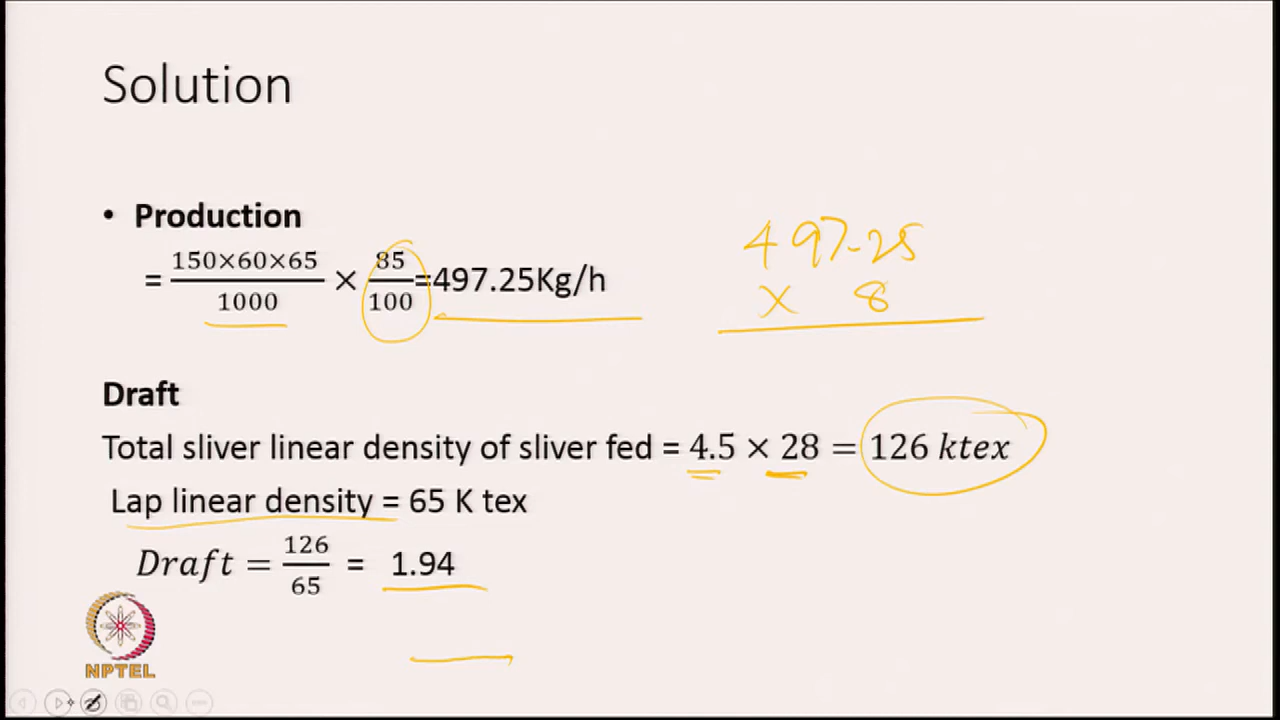 Solution
• Production
= 150×60×65/1000 × 85/100 =497.25Kg/h
497.25
× 8
Draft
Total sliver linear density of sliver fed = 4.5 × 28 = 126 ktex
Lap linear density = 65 K tex
Draft = 126/65 = 1.94
NPTEL